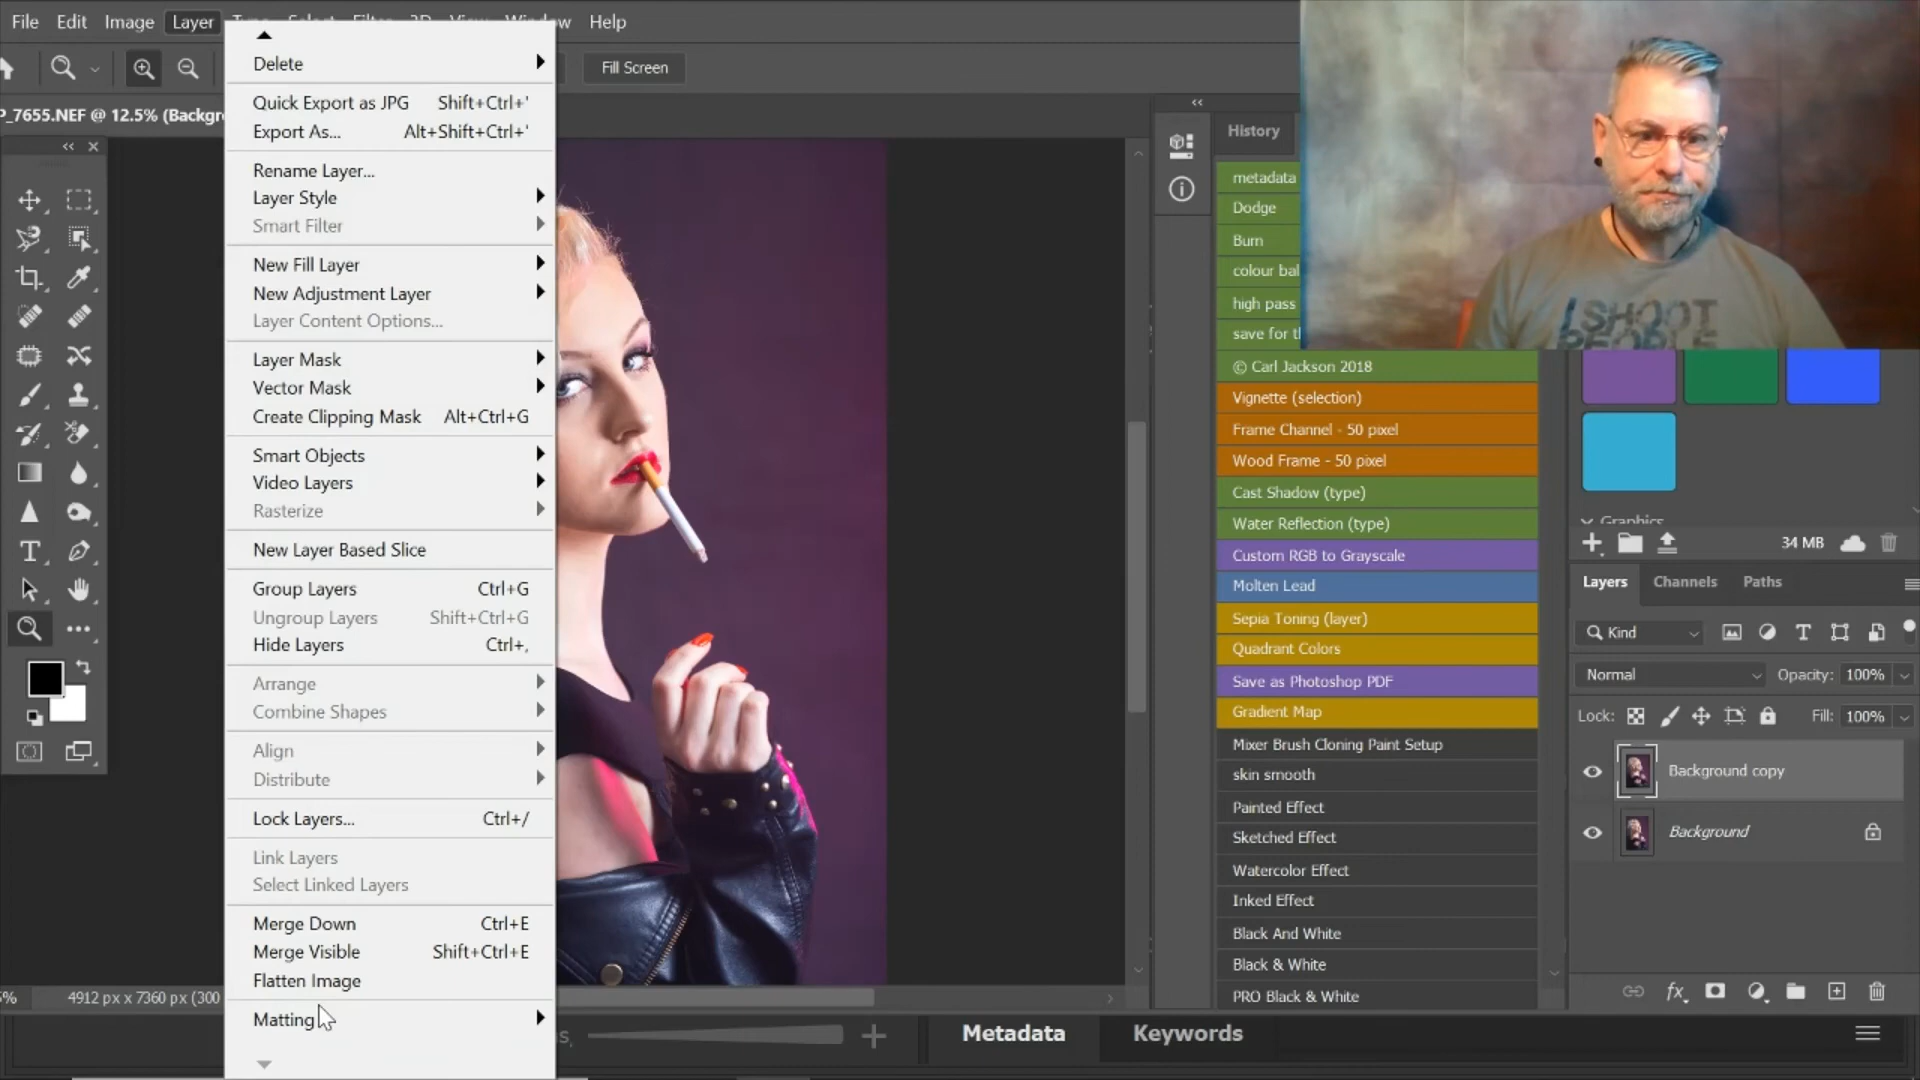 File Edit Image Layer Type Select Filter 3D View Window Help
Fill Screen
P_7655.NEF @ 12.5% (Backgr
Delete
Quick Export as JPG Shift+Ctrl+'
Export As... Alt+Shift+Ctrl+'
Rename Layer...
Layer Style
Smart Filter
New Fill Layer
New Adjustment Layer
Layer Content Options...
Layer Mask
Vector Mask
Create Clipping Mask Alt+Ctrl+G
Smart Objects
Video Layers
Rasterize
New Layer Based Slice
Group Layers Ctrl+G
Ungroup Layers Shift+Ctrl+G
Hide Layers Ctrl+,
Arrange
Combine Shapes
Align
Distribute
Lock Layers... Ctrl+/
Link Layers
Select Linked Layers
Merge Down Ctrl+E
Merge Visible Shift+Ctrl+E
Flatten Image
Matting
5% 4912 px x 7360 px (300
History
metadata
Dodge
Burn
colour bal
high pass
save for t
© Carl Jackson 2018
Vignette (selection)
Frame Channel - 50 pixel
Wood Frame - 50 pixel
Cast Shadow (type)
Water Reflection (type)
Custom RGB to Grayscale
Molten Lead
Sepia Toning (layer)
Quadrant Colors
Save as Photoshop PDF
Gradient Map
Mixer Brush Cloning Paint Setup
skin smooth
Painted Effect
Sketched Effect
Watercolor Effect
Inked Effect
Black And White
Black & White
PRO Black & White
I SHOOT
PEOPLE
Graphics
34 MB
Layers Channels Paths
Kind
Normal Opacity: 100%
Lock: Fill: 100%
Background copy
Background
Metadata Keywords